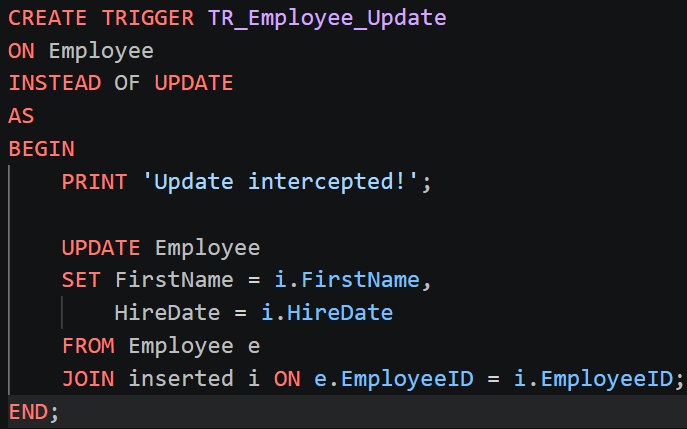 CREATE TRIGGER TR_Employee_Update
ON Employee
INSTEAD OF UPDATE
AS
BEGIN
    PRINT 'Update intercepted!';

    UPDATE Employee
    SET FirstName = i.FirstName,
        HireDate = i.HireDate
    FROM Employee e
    JOIN inserted i ON e.EmployeeID = i.EmployeeID;
END;